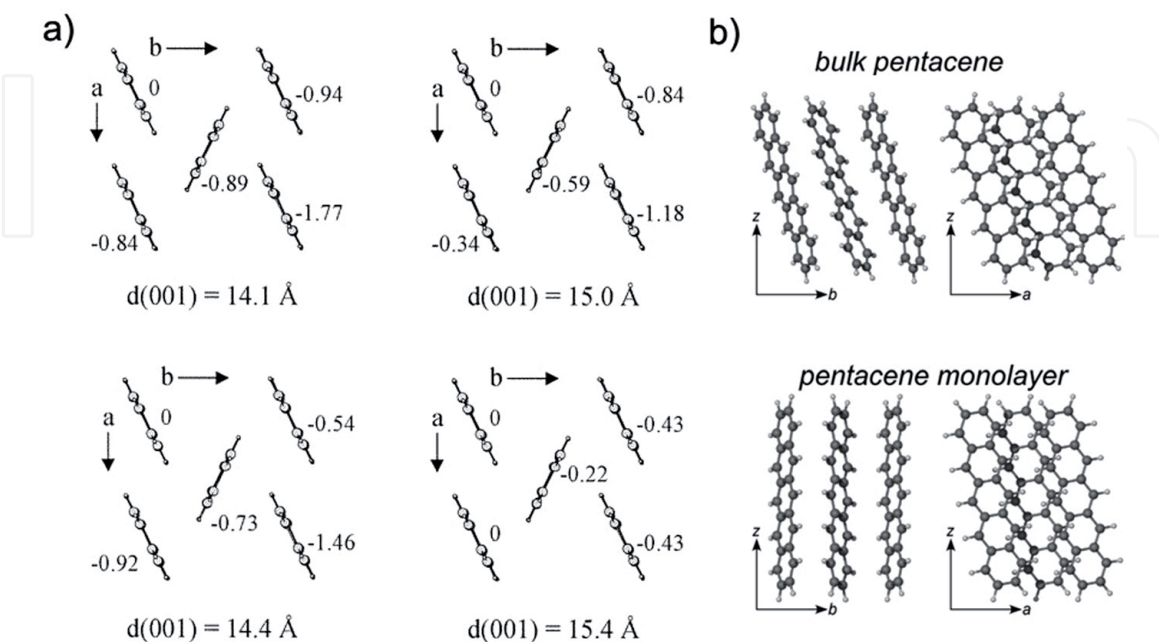 a)
b
a
0
-0.94
-0.89
-0.84
-1.77
d(001) = 14.1 Å
b
a
0
-0.84
-0.59
-0.34
-1.18
d(001) = 15.0 Å
b
a
0
-0.54
-0.73
-0.92
-1.46
d(001) = 14.4 Å
b
a
0
-0.43
-0.22
0
-0.43
d(001) = 15.4 Å
b)
bulk pentacene
z
b
z
a
pentacene monolayer
z
b
z
a